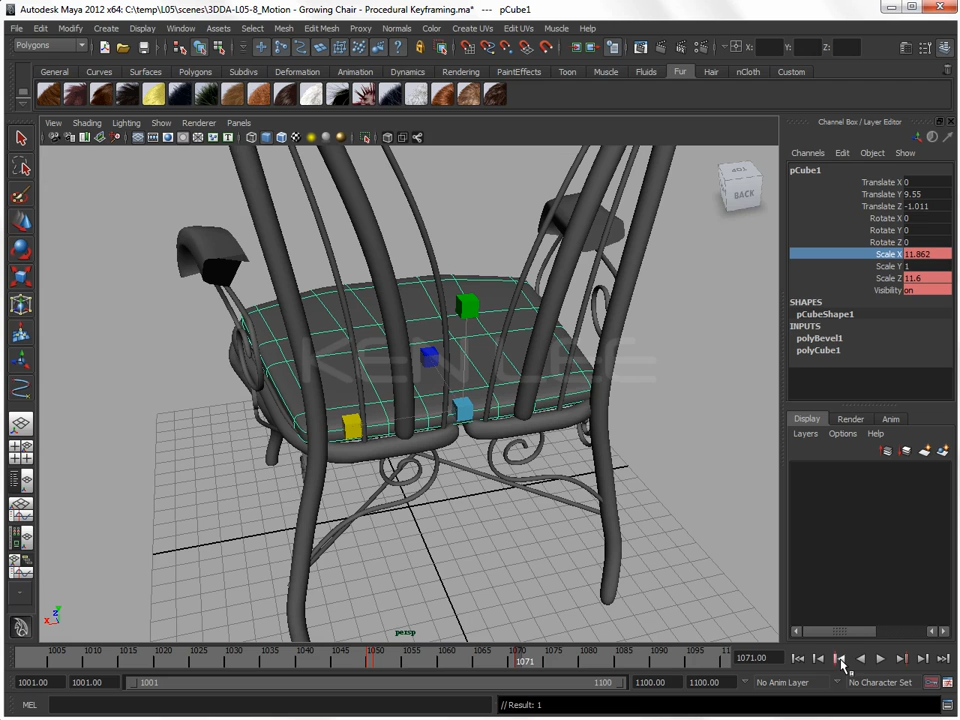 Autodesk Maya 2012 x64: C:\temp\L05\scenes\3DDA-L05-8_Motion - Growing Chair - Procedural Keyframing.ma* --- pCube1
File Edit Modify Create Display Window Assets Select Mesh Edit Mesh Proxy Normals Color Create UVs Edit UVs Muscle Help
Polygons X: Y: Z:
General Curves Surfaces Polygons Subdivs Deformation Animation Dynamics Rendering PaintEffects Toon Muscle Fluids Fur Hair nCloth Custom
View Shading Lighting Show Renderer Panels
Channel Box / Layer Editor
Channels Edit Object Show
pCube1
Translate X 0
Translate Y 9.55
Translate Z -1.011
Rotate X 0
Rotate Y 0
Rotate Z 0
Scale X 11.862
Scale Y 1
Scale Z 11.6
Visibility on
SHAPES
pCubeShape1
INPUTS
polyBevel1
polyCube1
TOP
BACK
KEN LEE
Display Render Anim
Layers Options Help
persp
1005 1010 1015 1020 1025 1030 1035 1040 1045 1050 1055 1060 1065 1070 1075 1080 1085 1090 1095 11
1071
1071.00
1001.00 1001.00 1001 1100 1100.00 1100.00 No Anim Layer No Character Set
MEL // Result: 1